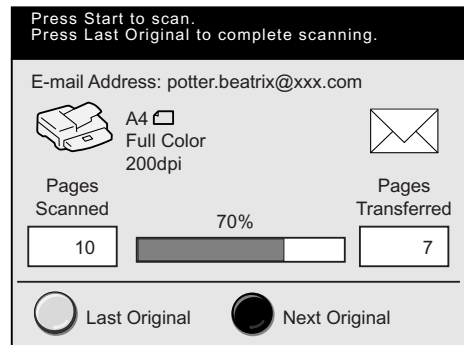 Press Start to scan.
Press Last Original to complete scanning.
E-mail Address: potter.beatrix@xxx.com
A4
Full Color
200dpi
Pages
Scanned
70%
Pages
Transferred
10
7
Last Original
Next Original